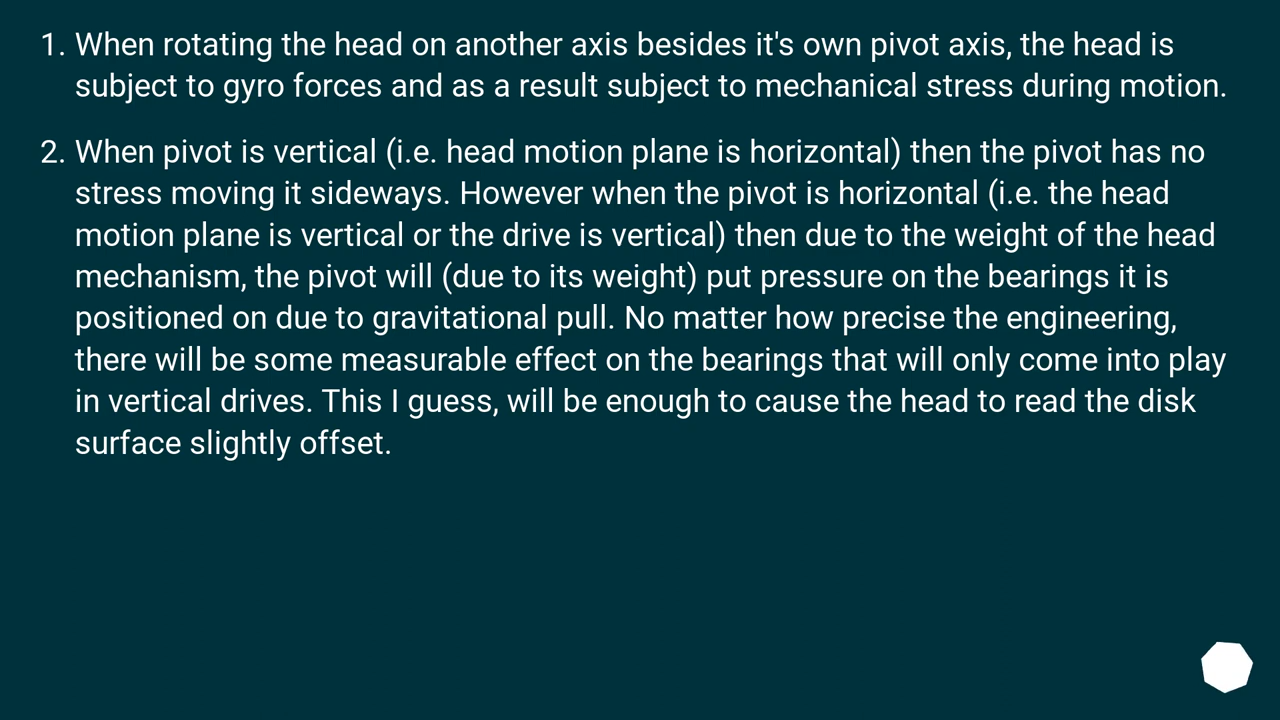 1. When rotating the head on another axis besides it's own pivot axis, the head is
subject to gyro forces and as a result subject to mechanical stress during motion.
2. When pivot is vertical (i.e. head motion plane is horizontal) then the pivot has no
stress moving it sideways. However when the pivot is horizontal (i.e. the head
motion plane is vertical or the drive is vertical) then due to the weight of the head
mechanism, the pivot will (due to its weight) put pressure on the bearings it is
positioned on due to gravitational pull. No matter how precise the engineering,
there will be some measurable effect on the bearings that will only come into play
in vertical drives. This I guess, will be enough to cause the head to read the disk
surface slightly offset.